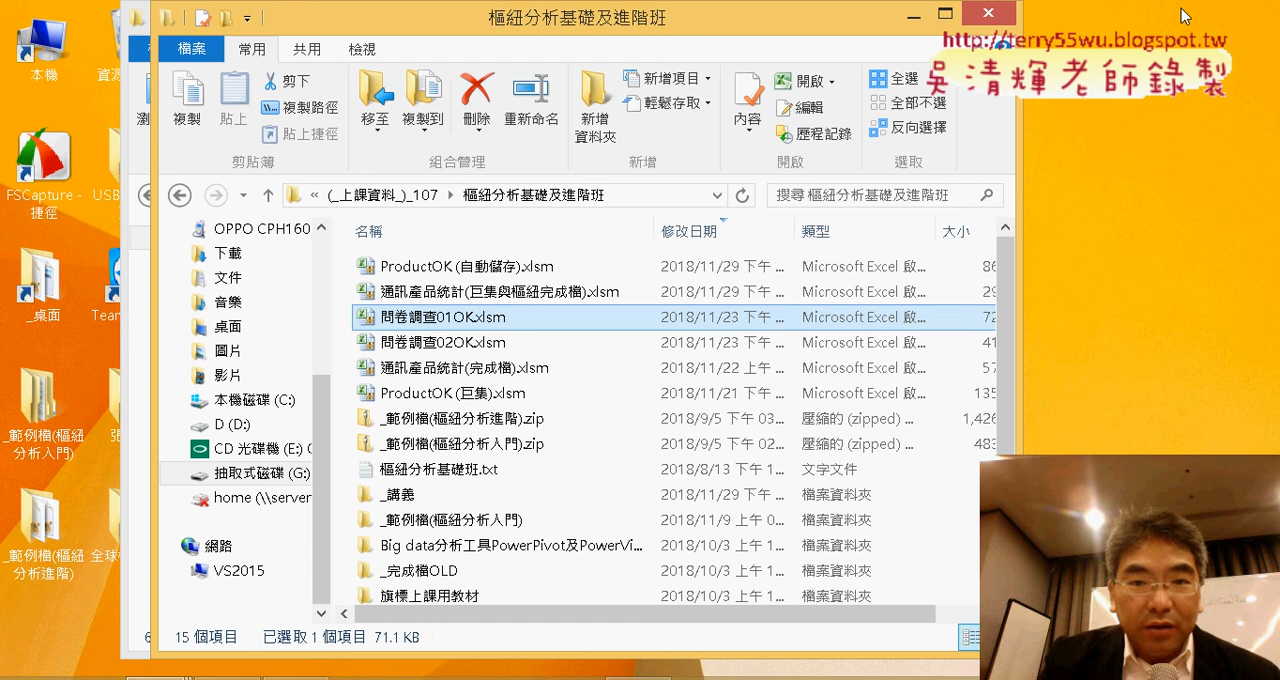 樞紐分析基礎及進階班
http://terry55wu.blogspot.tw
吳清輝老師錄製
檔案 常用 共用 檢視
複製 貼上 剪下 複製路徑 貼上捷徑
移至 複製到 刪除 重新命名
新增資料夾 新增項目 輕鬆存取
內容 開啟 編輯 歷程記錄
全選 全部不選 反向選擇
剪貼簿 組合管理 新增 開啟 選取
« (_上課資料_)_107 樞紐分析基礎及進階班 搜尋 樞紐分析基礎及進階班
名稱 修改日期 類型 大小
ProductOK (自動儲存).xlsm 2018/11/29 下午 ... Microsoft Excel 啟...
通訊產品統計(巨集與樞紐完成檔).xlsm 2018/11/29 下午 ... Microsoft Excel 啟...
問卷調查01OK.xlsm 2018/11/23 下午 ... Microsoft Excel 啟...
問卷調查02OK.xlsm 2018/11/23 下午 ... Microsoft Excel 啟...
通訊產品統計(完成檔).xlsm 2018/11/22 上午 ... Microsoft Excel 啟...
ProductOK (巨集).xlsm 2018/11/21 下午 ... Microsoft Excel 啟...
_範例檔(樞紐分析進階).zip 2018/9/5 下午 03... 壓縮的 (zipped) ... 1,426
_範例檔(樞紐分析入門).zip 2018/9/5 下午 02... 壓縮的 (zipped) ... 483
樞紐分析基礎班.txt 2018/8/13 下午 1... 文字文件
_講義 2018/11/29 下午 ... 檔案資料夾
_範例檔(樞紐分析入門) 2018/11/9 上午 0... 檔案資料夾
Big data分析工具PowerPivot及PowerVi... 2018/10/3 上午 1... 檔案資料夾
_完成檔OLD 2018/10/3 上午 1... 檔案資料夾
旗標上課用教材 2018/10/3 上午 1... 檔案資料夾
OPPO CPH160
下載
文件
音樂
桌面
圖片
影片
本機磁碟 (C:)
D (D:)
CD 光碟機 (E:)
抽取式磁碟 (G:)
home (\\server
網路
VS2015
15 個項目 已選取 1 個項目 71.1 KB
本機
FSCapture - 捷徑
_桌面
_範例檔(樞紐分析入門)
_範例檔(樞紐分析進階)